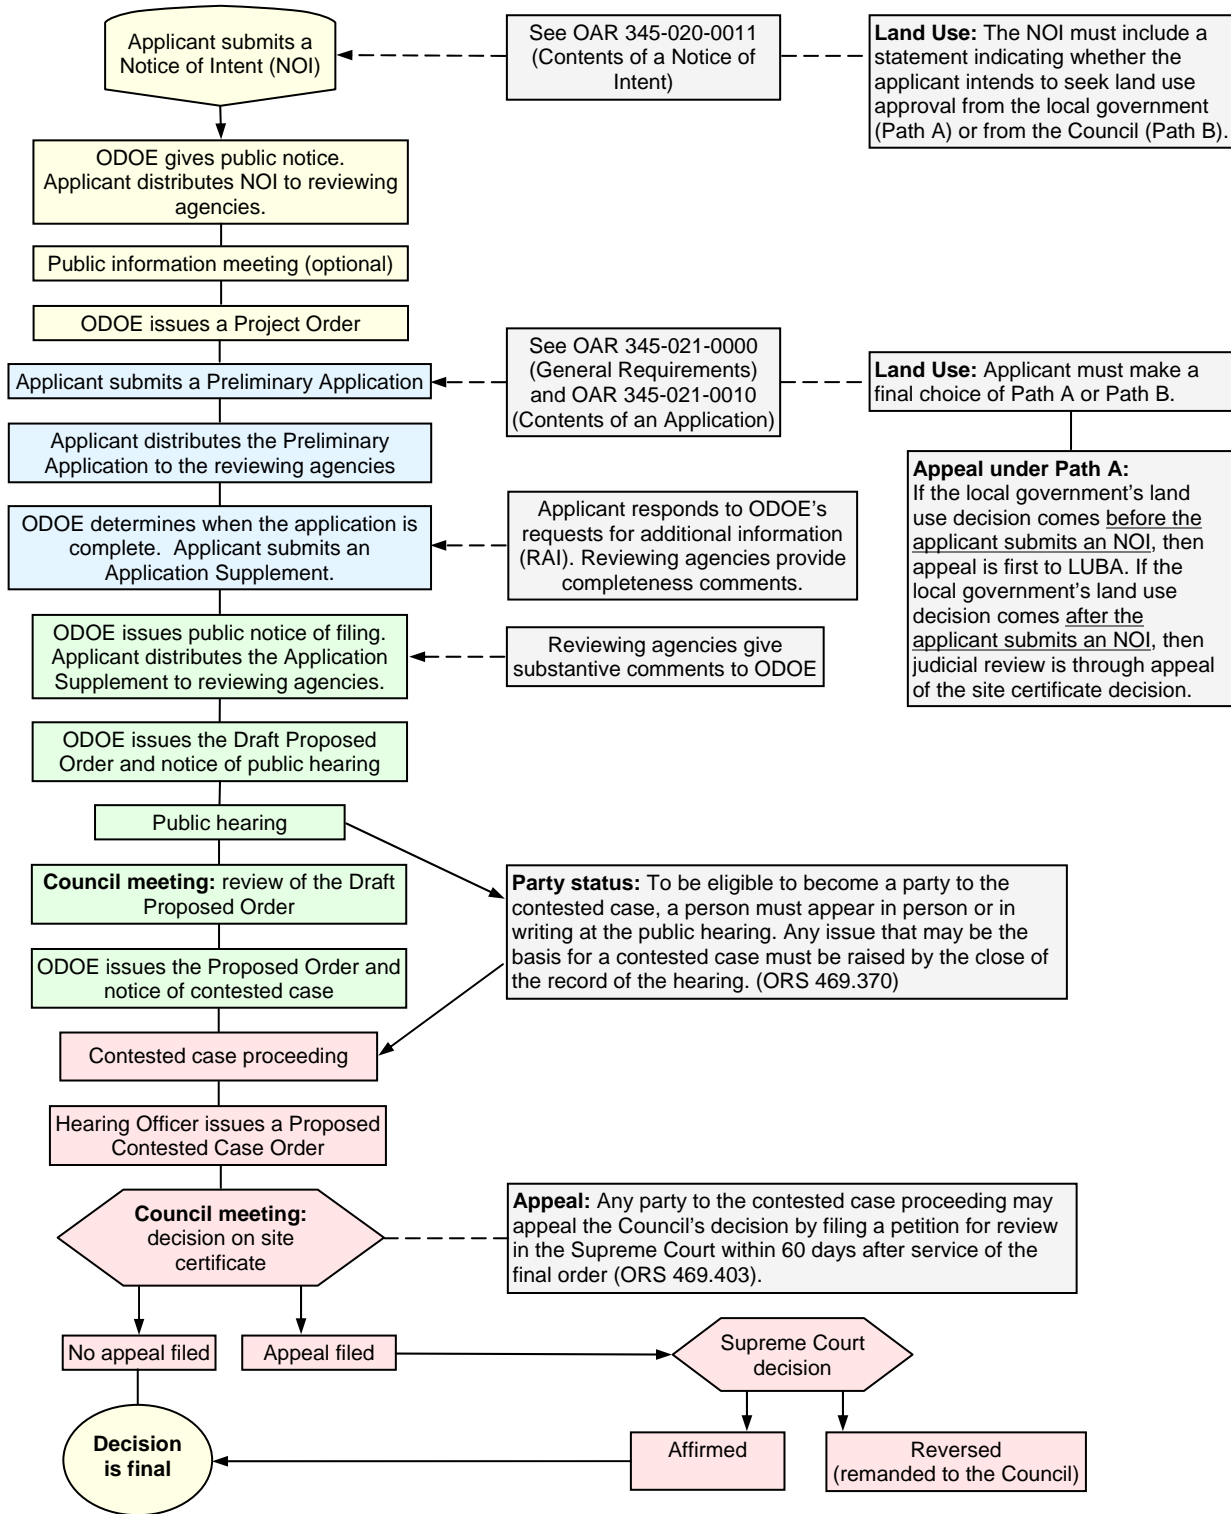 Applicant submits a
Notice of Intent (NOI)
See OAR 345-020-0011
(Contents of a Notice of
Intent)
Land Use: The NOI must include a
statement indicating whether the
applicant intends to seek land use
approval from the local government
(Path A) or from the Council (Path B).
ODOE gives public notice.
Applicant distributes NOI to reviewing
agencies.
Public information meeting (optional)
ODOE issues a Project Order
Applicant submits a Preliminary Application
See OAR 345-021-0000
(General Requirements)
and OAR 345-021-0010
(Contents of an Application)
Land Use: Applicant must make a
final choice of Path A or Path B.
Applicant distributes the Preliminary
Application to the reviewing agencies
Appeal under Path A:
If the local government’s land
use decision comes before the
applicant submits an NOI, then
appeal is first to LUBA. If the
local government’s land use
decision comes after the
applicant submits an NOI, then
judicial review is through appeal
of the site certificate decision.
ODOE determines when the application is
complete.  Applicant submits an
Application Supplement.
Applicant responds to ODOE’s
requests for additional information
(RAI). Reviewing agencies provide
completeness comments.
ODOE issues public notice of filing.
Applicant distributes the Application
Supplement to reviewing agencies.
Reviewing agencies give
substantive comments to ODOE
ODOE issues the Draft Proposed
Order and notice of public hearing
Public hearing
Council meeting: review of the Draft
Proposed Order
Party status: To be eligible to become a party to the
contested case, a person must appear in person or in
writing at the public hearing. Any issue that may be the
basis for a contested case must be raised by the close of
the record of the hearing. (ORS 469.370)
ODOE issues the Proposed Order and
notice of contested case
Contested case proceeding
Hearing Officer issues a Proposed
Contested Case Order
Council meeting:
decision on site
certificate
Appeal: Any party to the contested case proceeding may
appeal the Council’s decision by filing a petition for review
in the Supreme Court within 60 days after service of the
final order (ORS 469.403).
No appeal filed
Appeal filed
Supreme Court
decision
Decision
is final
Affirmed
Reversed
(remanded to the Council)